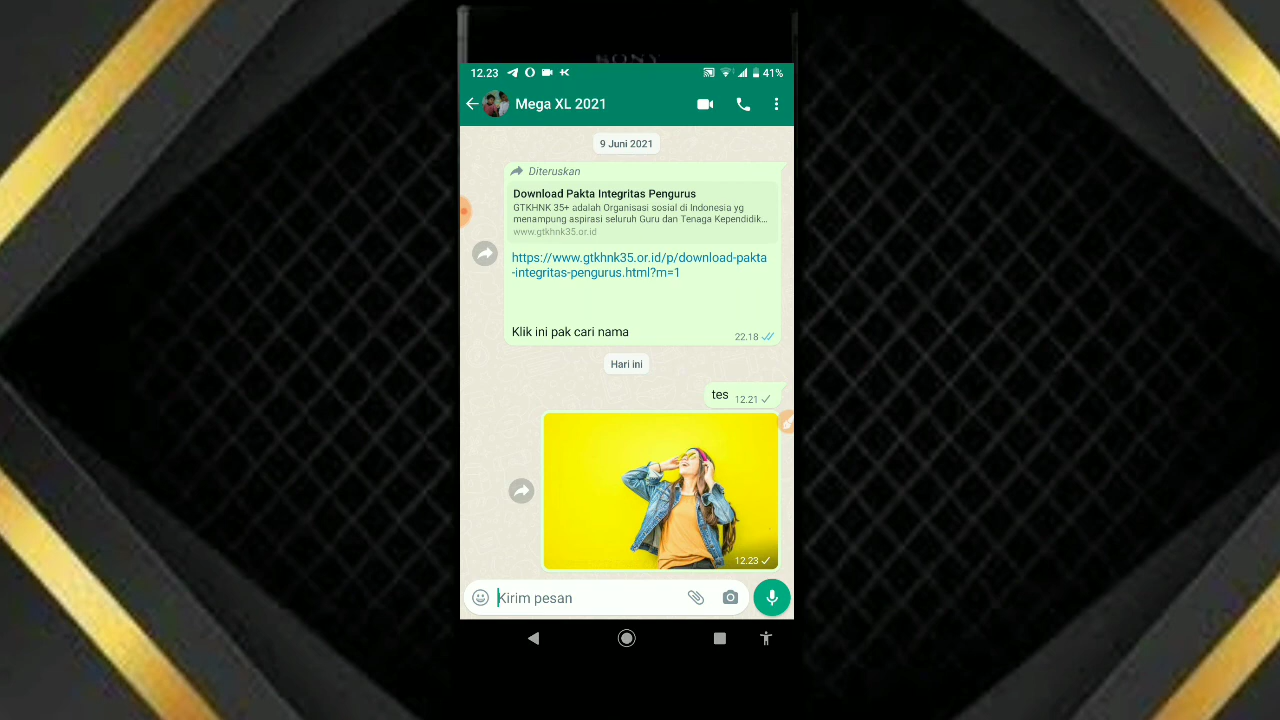 SONY
12.23
41%
Mega XL 2021
9 Juni 2021
Diteruskan
Download Pakta Integritas Pengurus
GTKHNK 35+ adalah Organisasi sosial di Indonesia yg
menampung aspirasi seluruh Guru dan Tenaga Kependidik...
www.gtkhnk35.or.id
https://www.gtkhnk35.or.id/p/download-pakta
-integritas-pengurus.html?m=1
Klik ini pak cari nama
22.18
Hari ini
tes 12.21
12.23
Kirim pesan